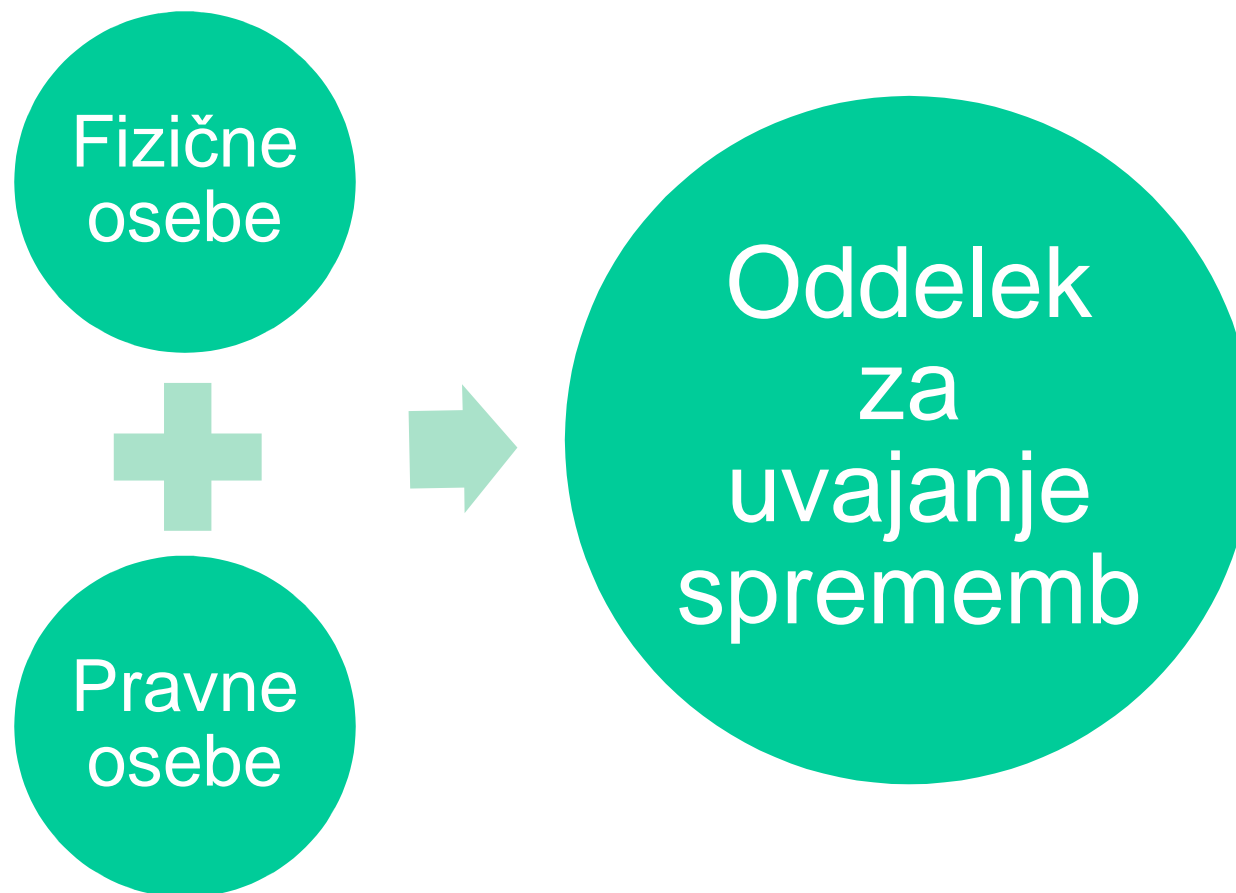 Fizične
osebe
Pravne
osebe
Oddelek
za
uvajanje
sprememb